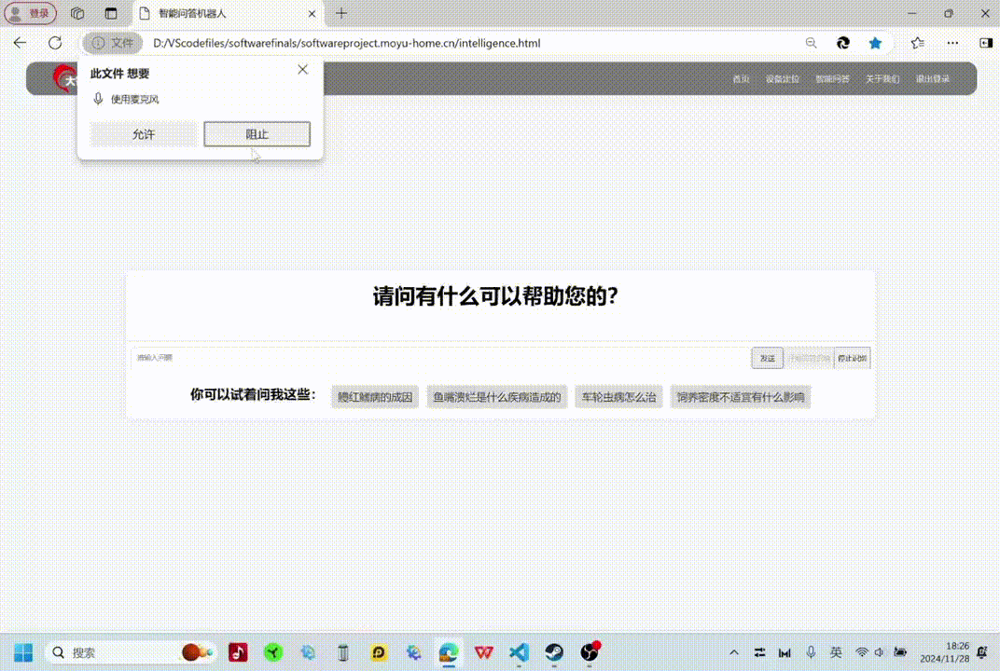 登录
智能问答机器人
文件
D:/VScodefiles/softwarefinals/softwareproject.moyu-home.cn/intelligence.html
此文件 想要
使用麦克风
允许
阻止
大
首页 设备定位 智能问答 关于我们 退出登录
请问有什么可以帮助您的?
请输入问题
发送
停止识别
你可以试着问我这些:
鳃红鳍病的成因
鱼嘴溃烂是什么疾病造成的
车轮虫病怎么治
饲养密度不适宜有什么影响
搜索
英
18:26
2024/11/28